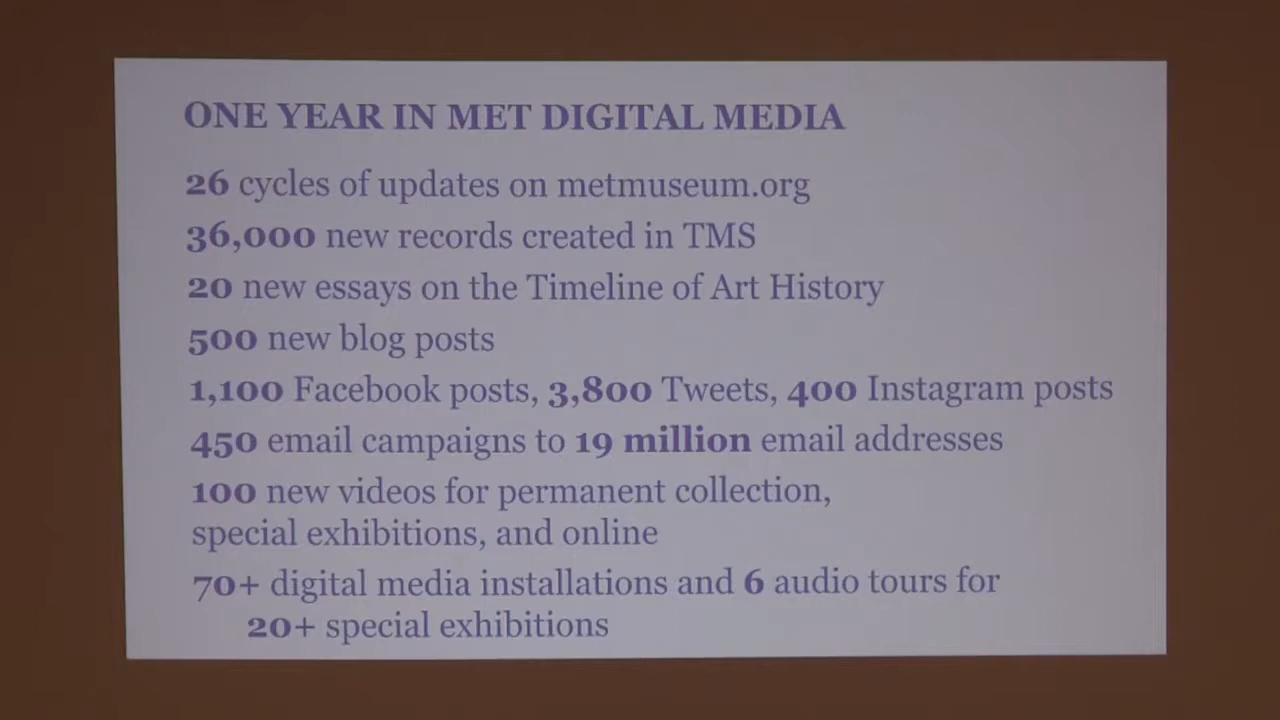 ONE YEAR IN MET DIGITAL MEDIA
26 cycles of updates on metmuseum.org
36,000 new records created in TMS
20 new essays on the Timeline of Art History
500 new blog posts
1,100 Facebook posts, 3,800 Tweets, 400 Instagram posts
450 email campaigns to 19 million email addresses
100 new videos for permanent collection,
special exhibitions, and online
70+ digital media installations and 6 audio tours for
20+ special exhibitions